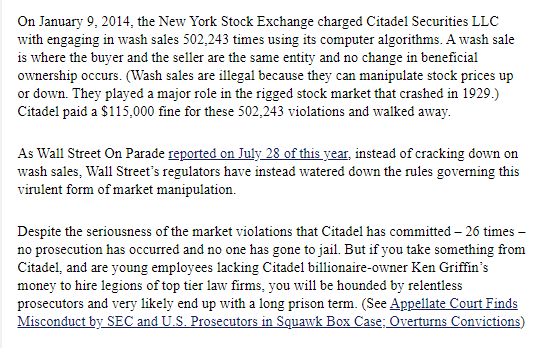 On January 9, 2014, the New York Stock Exchange charged Citadel Securities LLC
with engaging in wash sales 502,243 times using its computer algorithms. A wash sale
is where the buyer and the seller are the same entity and no change in beneficial
ownership occurs. (Wash sales are illegal because they can manipulate stock prices up
or down. They played a major role in the rigged stock market that crashed in 1929.)
Citadel paid a $115,000 fine for these 502,243 violations and walked away.
As Wall Street On Parade reported on July 28 of this year, instead of cracking down on
wash sales, Wall Street’s regulators have instead watered down the rules governing this
virulent form of market manipulation.
Despite the seriousness of the market violations that Citadel has committed – 26 times –
no prosecution has occurred and no one has gone to jail. But if you take something from
Citadel, and are young employees lacking Citadel billionaire-owner Ken Griffin’s
money to hire legions of top tier law firms, you will be hounded by relentless
prosecutors and very likely end up with a long prison term. (See Appellate Court Finds
Misconduct by SEC and U.S. Prosecutors in Squawk Box Case; Overturns Convictions)